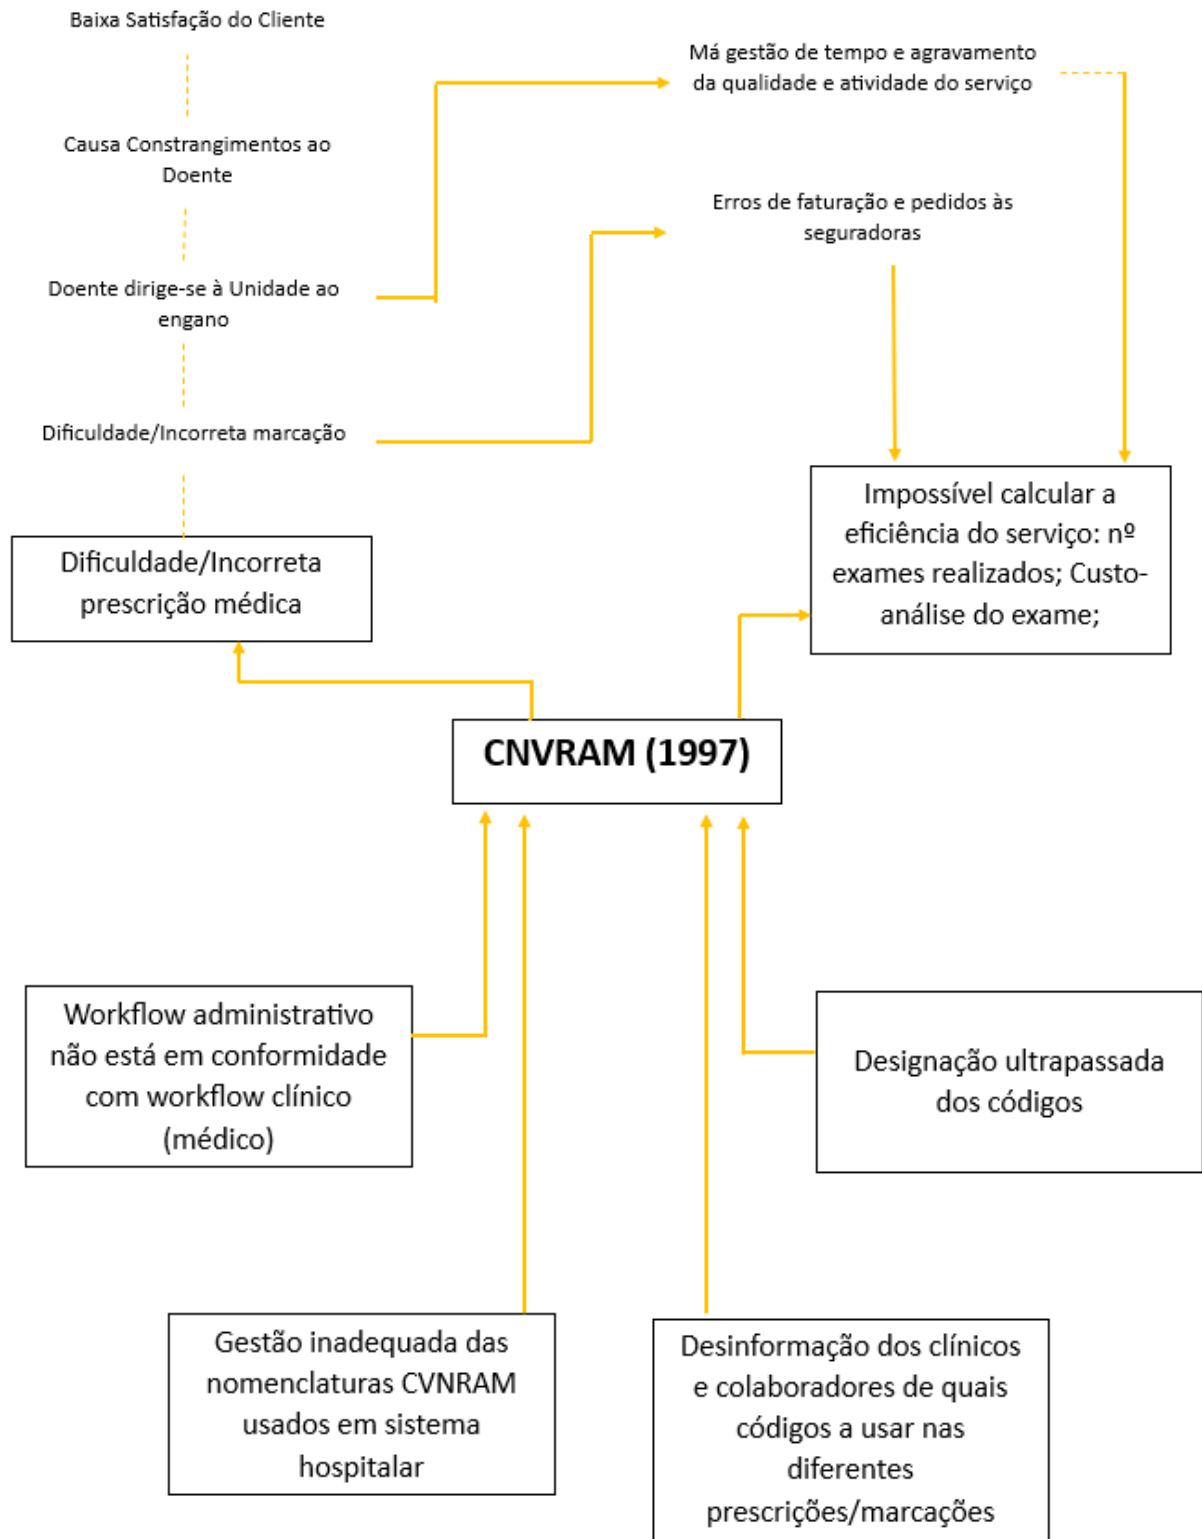 Baixa Satisfação do Cliente
Má gestão de tempo e agravamento
da qualidade e atividade do serviço
Causa Constrangimentos ao
Doente
Erros de faturação e pedidos às
seguradoras
Doente dirige-se à Unidade ao
engano
Dificuldade/Incorreta marcação
Dificuldade/Incorreta
prescrição médica
Impossível calcular a
eficiência do serviço: nº
exames realizados; Custo-
análise do exame;
CNVRAM (1997)
Workflow administrativo
não está em conformidade
com workflow clínico
(médico)
Designação ultrapassada
dos códigos
Gestão inadequada das
nomenclaturas CVNRAM
usados em sistema
hospitalar
Desinformação dos clínicos
e colaboradores de quais
códigos a usar nas
diferentes
prescrições/marcações